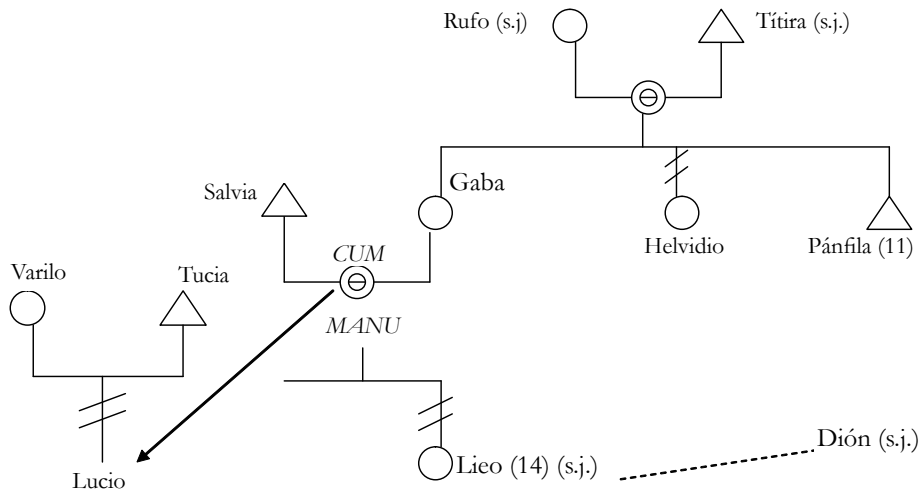 Rufo (s.j)
Títira (s.j.)
Gaba
Salvia
Helvidio
Pánfila (11)
CUM
Varilo
Tucia
MANU
Lieo (14) (s.j.)
Dión (s.j.)
Lucio